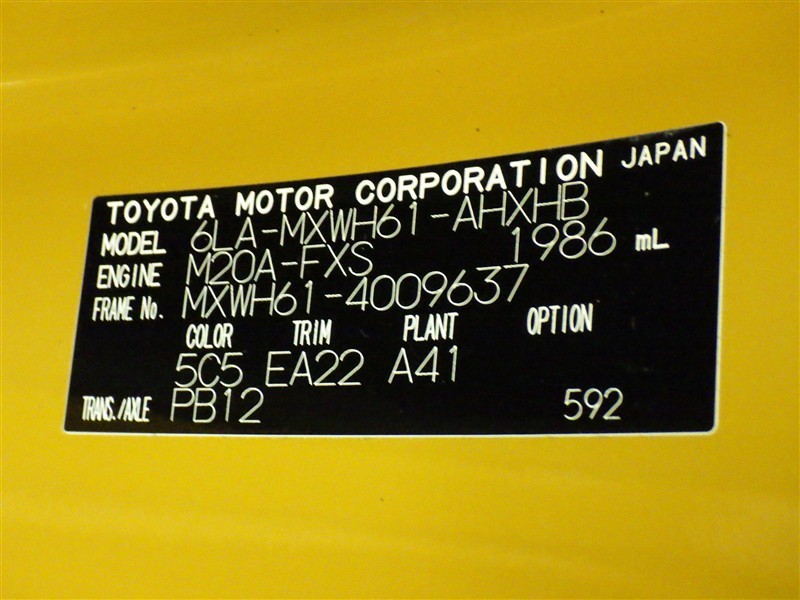 TOYOTA MOTOR CORPORATION JAPAN
MODEL 6LA-MXWH61-AHXHB
ENGINE M20A-FXS 1986 mL
FRAME No. MXWH61-4009637
COLOR TRIM PLANT OPTION
5C5 EA22 A41
TRANS./AXLE PB12 592